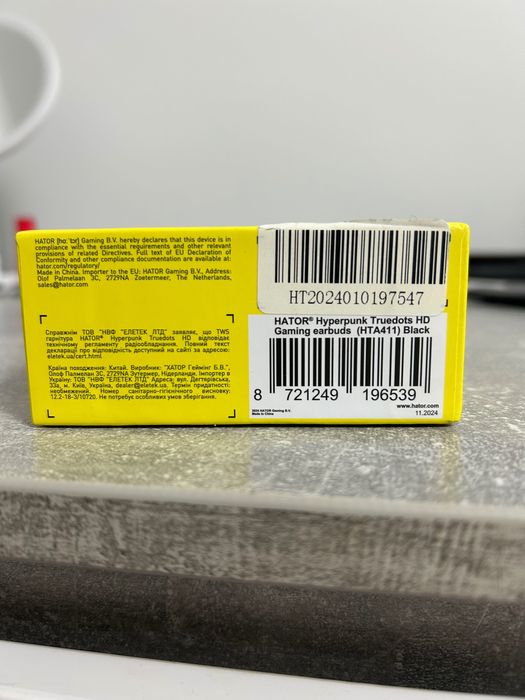 HATOR [hɑ:ˈtɔr] Gaming B.V. hereby declares that this device is in
compliance with the essential requirements and other relevant
provisions of related Directives. Full text of EU Declaration of
Conformity and other compliance documentation are available at:
hator.com/regulatory/
Made in China. Importer to the EU: HATOR Gaming B.V., Address:
Olof Palmelaan 3C, 2729NA Zoetermeer, The Netherlands,
sales@hator.com
Справжнім ТОВ "НВФ "ЕЛЕТЕК ЛТД" заявляє, що TWS
гарнітура HATOR® Hyperpunk Truedots HD відповідає
технічному регламенту радіообладнання. Повний текст
декларації про відповідність доступний на сайті за адресою:
eletek.ua/cert.html
Країна походження: Китай. Виробник: "ХАТОР Геймінг Б.В.",
Олоф Палмелаан 3С, 2729NA Зутермер, Нідерланди. Імпортер в
Україну: ТОВ "НВФ "ЕЛЕТЕК ЛТД" Адреса: вул. Дегтярівська,
33а, м. Київ, Україна, dealer@eletek.ua. Термін придатності:
необмежений. Номер санітарно-гігієнічного висновку:
12.2-18-3/10720. Не потребує особливих умов зберігання.
HT2024010197547
HATOR® Hyperpunk Truedots HD
Gaming earbuds (HTA411) Black
8 721249 196539
2024 HATOR Gaming B.V.
Made in China
www.hator.com
11.2024